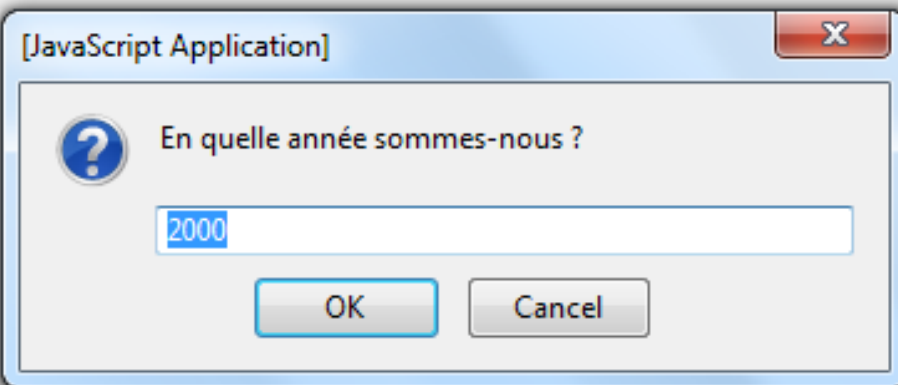 [JavaScript Application]
En quelle année sommes-nous ?
2000
OK Cancel